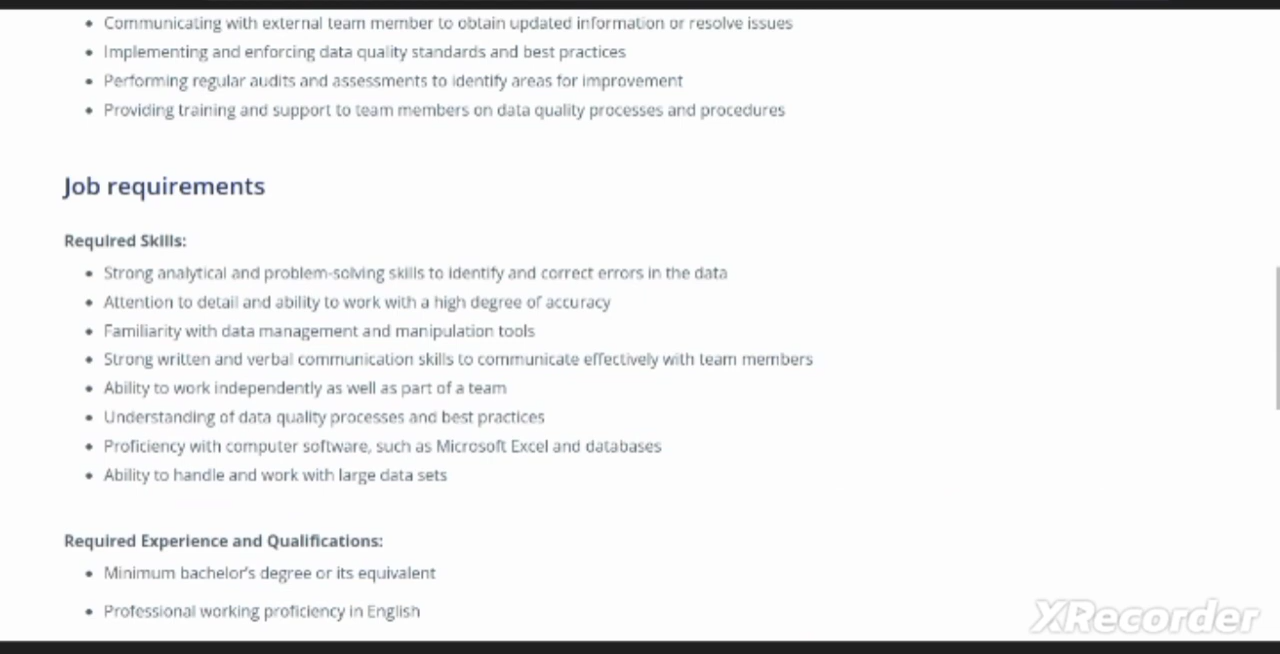 Communicating with external team member to obtain updated information or resolve issues
Implementing and enforcing data quality standards and best practices
Performing regular audits and assessments to identify areas for improvement
Providing training and support to team members on data quality processes and procedures
Job requirements
Required Skills:
Strong analytical and problem-solving skills to identify and correct errors in the data
Attention to detail and ability to work with a high degree of accuracy
Familiarity with data management and manipulation tools
Strong written and verbal communication skills to communicate effectively with team members
Ability to work independently as well as part of a team
Understanding of data quality processes and best practices
Proficiency with computer software, such as Microsoft Excel and databases
Ability to handle and work with large data sets
Required Experience and Qualifications:
Minimum bachelor's degree or its equivalent
Professional working proficiency in English
XRecorder